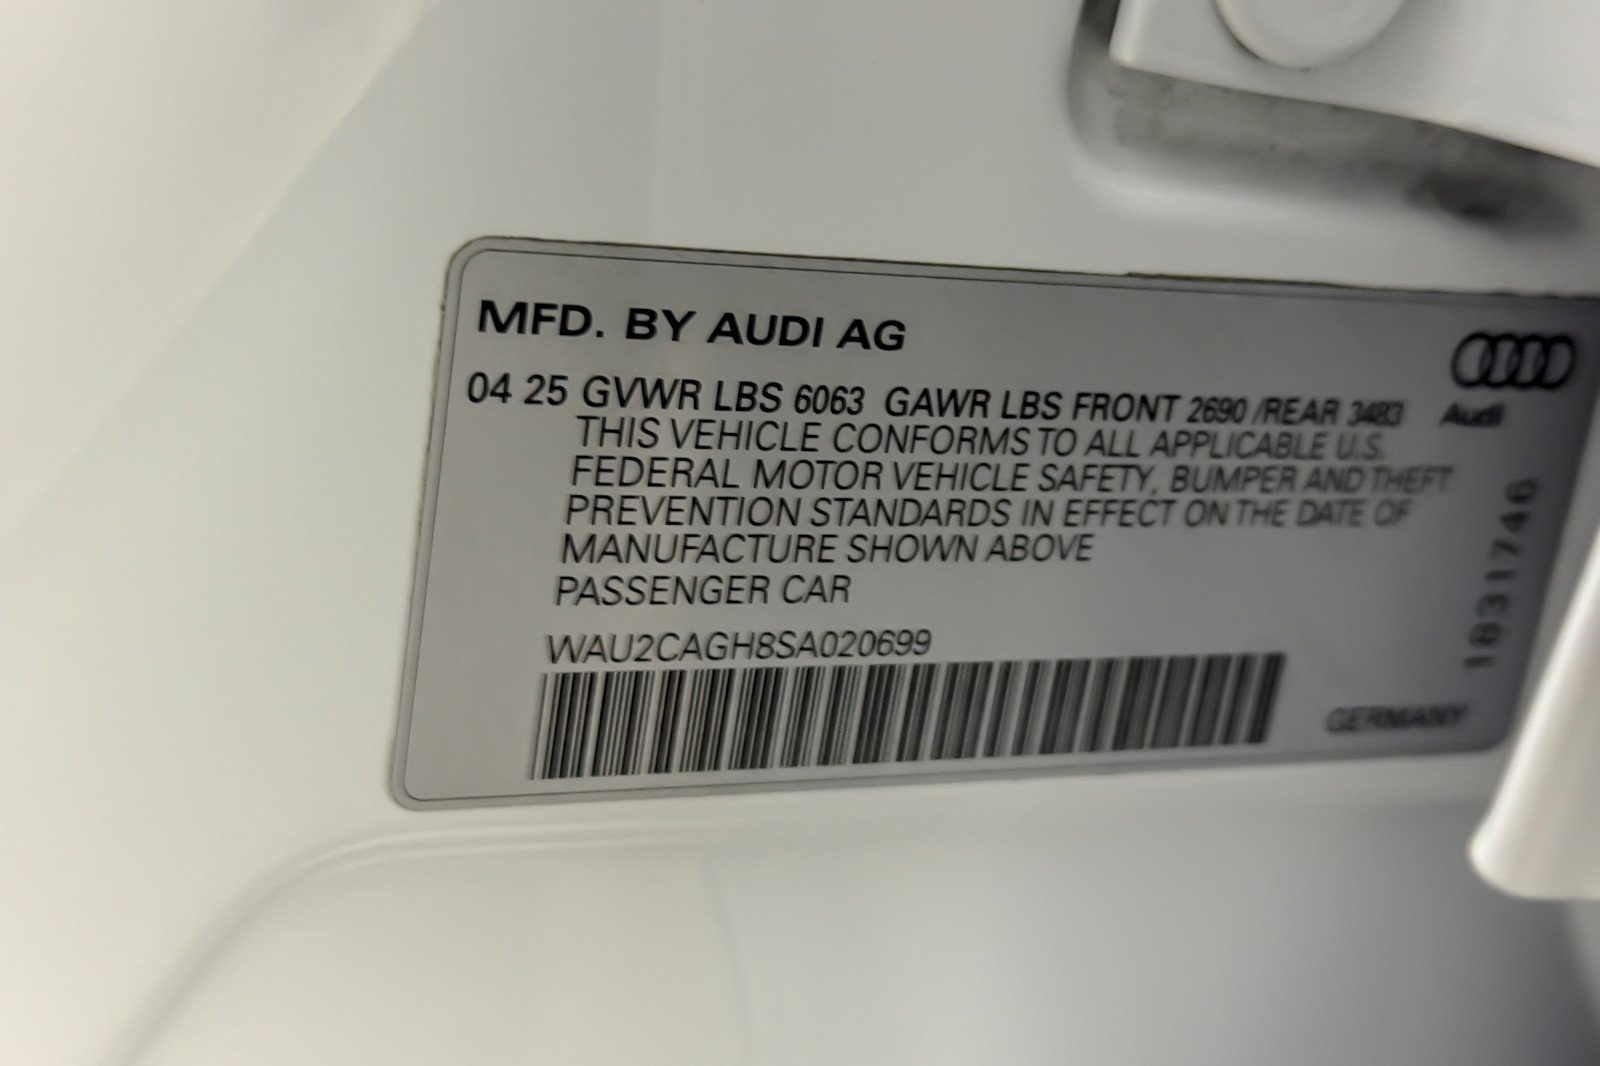 MFD. BY AUDI AG
04 25 GVWR LBS 6063 GAWR LBS FRONT 2690 /REAR 3483
Audi
THIS VEHICLE CONFORMS TO ALL APPLICABLE U.S.
FEDERAL MOTOR VEHICLE SAFETY, BUMPER AND THEFT
PREVENTION STANDARDS IN EFFECT ON THE DATE OF
MANUFACTURE SHOWN ABOVE
PASSENGER CAR
WAU2CAGH8SA020699
1831746
GERMANY